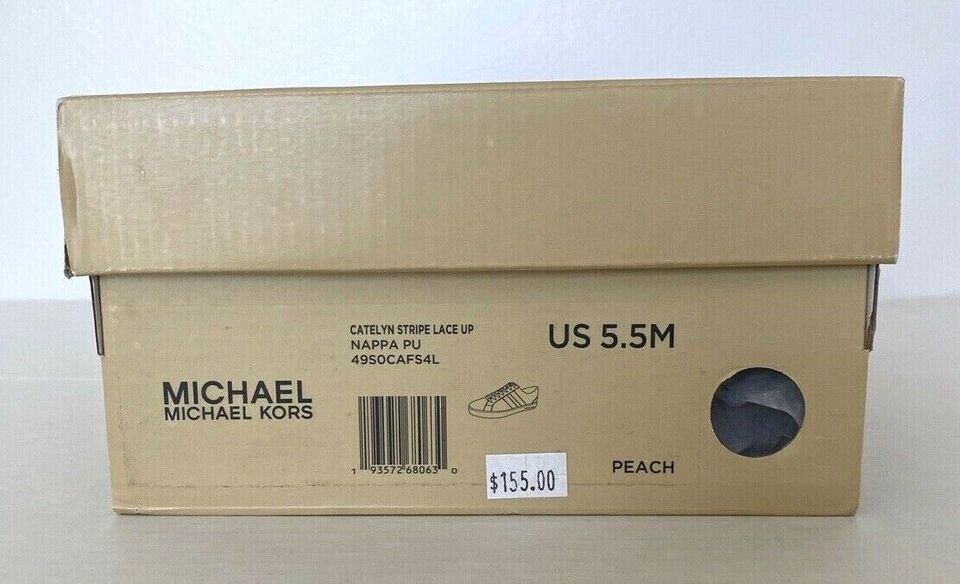 CATELYN STRIPE LACE UP
NAPPA PU
49S0CAFS4L
US 5.5M
MICHAEL
MICHAEL KORS
1 93572 68063 0
$155.00
PEACH